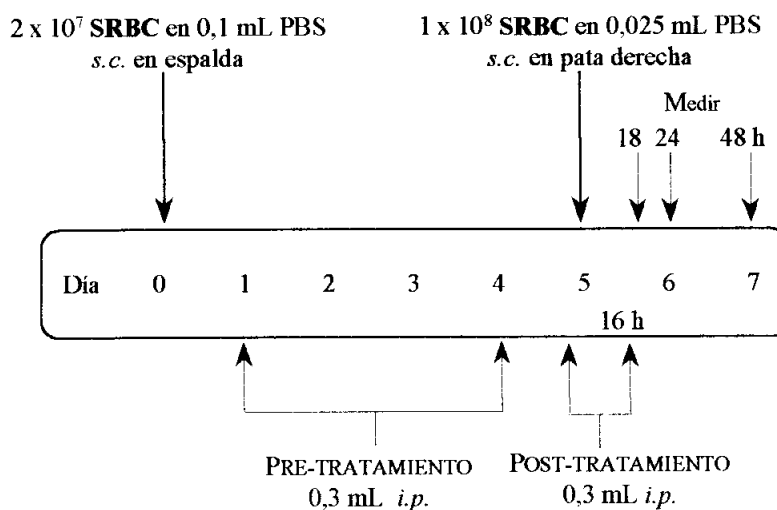 2 x 10⁷ SRBC en 0,1 mL PBS
s.c. en espalda
1 x 10⁸ SRBC en 0,025 mL PBS
s.c. en pata derecha
Medir
18 24 48 h
Día 0 1 2 3 4 5 6 7
16 h
PRE-TRATAMIENTO
0,3 mL i.p.
POST-TRATAMIENTO
0,3 mL i.p.